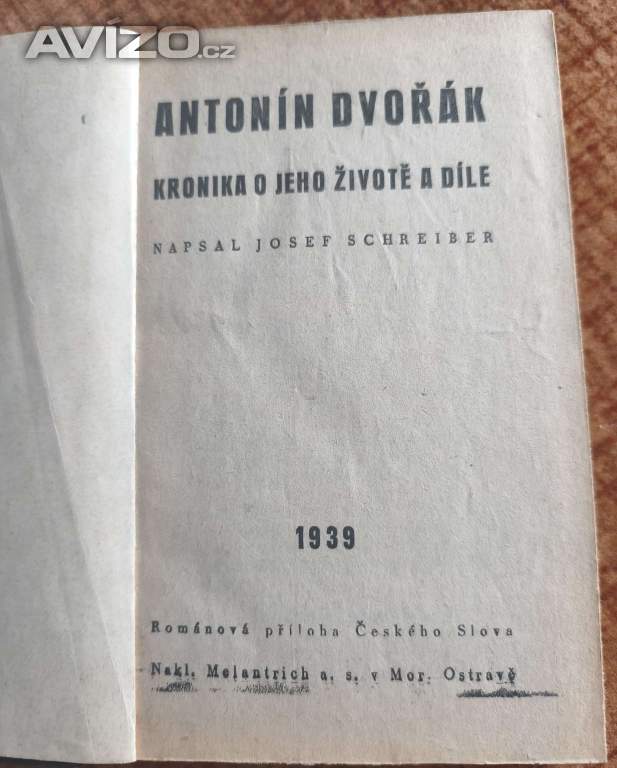 AVÍZO.cz
ANTONÍN DVOŘÁK
KRONIKA O JEHO ŽIVOTĚ A DÍLE
NAPSAL JOSEF SCHREIBER
1939
Románová příloha Českého Slova
Nakl. Melantrich a. s. v Mor. Ostravě